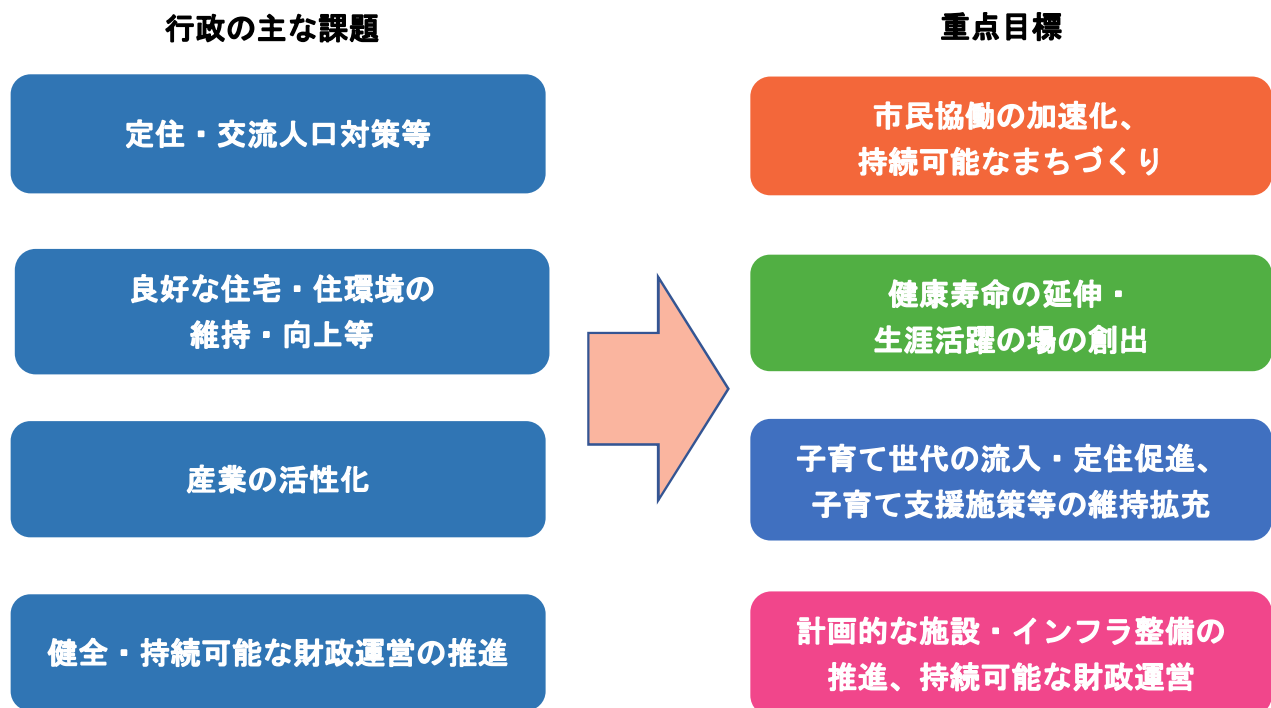 行政の主な課題
定住・交流人口対策等
良好な住宅・住環境の
維持・向上等
産業の活性化
健全・持続可能な財政運営の推進
重点目標
市民協働の加速化、
持続可能なまちづくり
健康寿命の延伸・
生涯活躍の場の創出
子育て世代の流入・定住促進、
子育て支援施策等の維持拡充
計画的な施設・インフラ整備の
推進、持続可能な財政運営